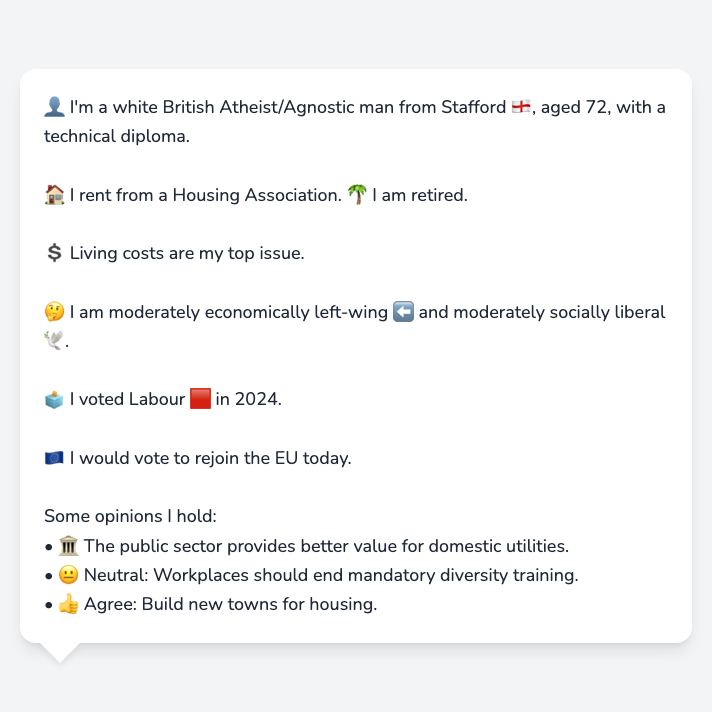 👤 I'm a white British Atheist/Agnostic man from Stafford 🏴󠁧󠁢󠁥󠁮󠁧󠁿, aged 72, with a
technical diploma.
🏠 I rent from a Housing Association. 🌴 I am retired.
💲 Living costs are my top issue.
🤔 I am moderately economically left-wing ⬅️ and moderately socially liberal
🕊️.
🗳️ I voted Labour 🟥 in 2024.
🇪🇺 I would vote to rejoin the EU today.
Some opinions I hold:
• 🏛️ The public sector provides better value for domestic utilities.
• 😐 Neutral: Workplaces should end mandatory diversity training.
• 👍 Agree: Build new towns for housing.